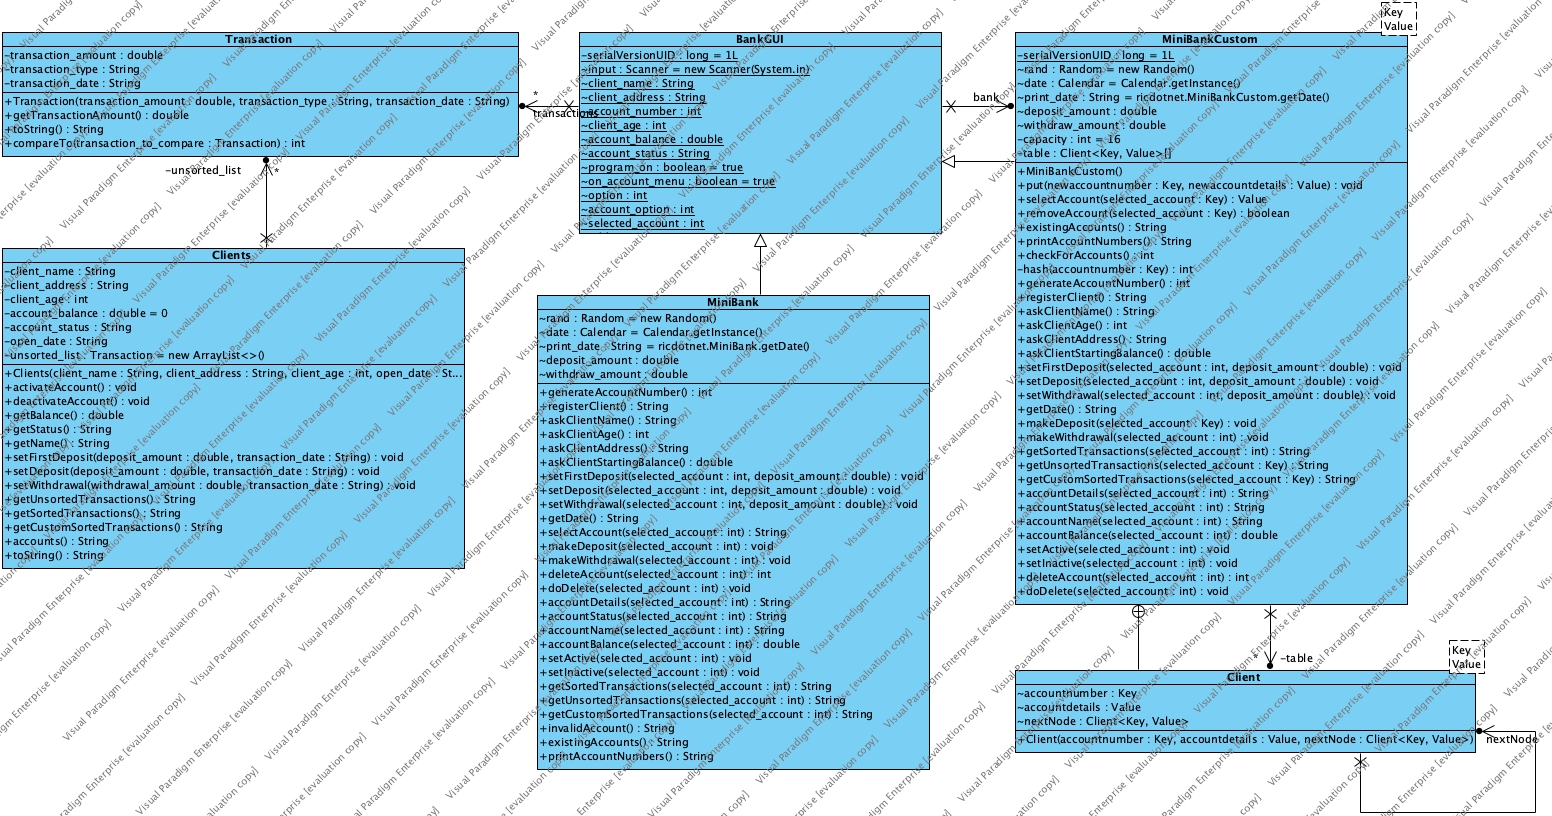 Transaction
-transaction_amount : double
-transaction_type : String
-transaction_date : String
+Transaction(transaction_amount : double, transaction_type : String, transaction_date : String)
+getTransactionAmount() : double
+toString() : String
+compareTo(transaction_to_compare : Transaction) : int
-unsorted_list
*
Clients
-client_name : String
-client_address : String
-client_age : int
-account_balance : double = 0
-account_status : String
-open_date : String
-unsorted_list : Transaction = new ArrayList<>()
+Clients(client_name : String, client_address : String, client_age : int, open_date : St...
+activateAccount() : void
+deactivateAccount() : void
+getBalance() : double
+getStatus() : String
+getName() : String
+setFirstDeposit(deposit_amount : double, transaction_date : String) : void
+setDeposit(deposit_amount : double, transaction_date : String) : void
+setWithdrawal(withdrawal_amount : double, transaction_date : String) : void
+getUnsortedTransactions() : String
+getSortedTransactions() : String
+getCustomSortedTransactions() : String
+accounts() : String
+toString() : String
*
transactions
BankGUI
-serialVersionUID : long = 1L
~input : Scanner = new Scanner(System.in)
~client_name : String
~client_address : String
~account_number : int
~client_age : int
~account_balance : double
~account_status : String
~program_on : boolean = true
~on_account_menu : boolean = true
~option : int
~account_option : int
~selected_account : int
MiniBank
~rand : Random = new Random()
~date : Calendar = Calendar.getInstance()
~print_date : String = ricdotnet.MiniBank.getDate()
~deposit_amount : double
~withdraw_amount : double
+generateAccountNumber() : int
+registerClient() : String
+askClientName() : String
+askClientAge() : int
+askClientAddress() : String
+askClientStartingBalance() : double
+setFirstDeposit(selected_account : int, deposit_amount : double) : void
+setDeposit(selected_account : int, deposit_amount : double) : void
+setWithdrawal(selected_account : int, deposit_amount : double) : void
+getDate() : String
+selectAccount(selected_account : int) : String
+makeDeposit(selected_account : int) : void
+makeWithdrawal(selected_account : int) : void
+deleteAccount(selected_account : int) : int
+doDelete(selected_account : int) : void
+accountDetails(selected_account : int) : String
+accountStatus(selected_account : int) : String
+accountName(selected_account : int) : String
+accountBalance(selected_account : int) : double
+setActive(selected_account : int) : void
+setInactive(selected_account : int) : void
+getSortedTransactions(selected_account : int) : String
+getUnsortedTransactions(selected_account : int) : String
+getCustomSortedTransactions(selected_account : int) : String
+invalidAccount() : String
+existingAccounts() : String
+printAccountNumbers() : String
bank
Key
Value
MiniBankCustom
-serialVersionUID : long = 1L
~rand : Random = new Random()
~date : Calendar = Calendar.getInstance()
~print_date : String = ricdotnet.MiniBankCustom.getDate()
~deposit_amount : double
~withdraw_amount : double
-capacity : int = 16
-table : Client<Key, Value>[]
+MiniBankCustom()
+put(newaccountnumber : Key, newaccountdetails : Value) : void
+selectAccount(selected_account : Key) : Value
+removeAccount(selected_account : Key) : boolean
+existingAccounts() : String
+printAccountNumbers() : String
+checkForAccounts() : int
-hash(accountnumber : Key) : int
+generateAccountNumber() : int
+registerClient() : String
+askClientName() : String
+askClientAge() : int
+askClientAddress() : String
+askClientStartingBalance() : double
+setFirstDeposit(selected_account : int, deposit_amount : double) : void
+setDeposit(selected_account : int, deposit_amount : double) : void
+setWithdrawal(selected_account : int, deposit_amount : double) : void
+getDate() : String
+makeDeposit(selected_account : Key) : void
+makeWithdrawal(selected_account : int) : void
+getSortedTransactions(selected_account : int) : String
+getUnsortedTransactions(selected_account : Key) : String
+getCustomSortedTransactions(selected_account : Key) : String
+accountDetails(selected_account : int) : String
+accountStatus(selected_account : int) : String
+accountName(selected_account : int) : String
+accountBalance(selected_account : int) : double
+setActive(selected_account : int) : void
+setInactive(selected_account : int) : void
+deleteAccount(selected_account : int) : int
+doDelete(selected_account : int) : void
*
-table
Key
Value
Client
~accountnumber : Key
~accountdetails : Value
~nextNode : Client<Key, Value>
+Client(accountnumber : Key, accountdetails : Value, nextNode : Client<Key, Value>)
nextNode
Visual Paradigm Enterprise [evaluation copy]